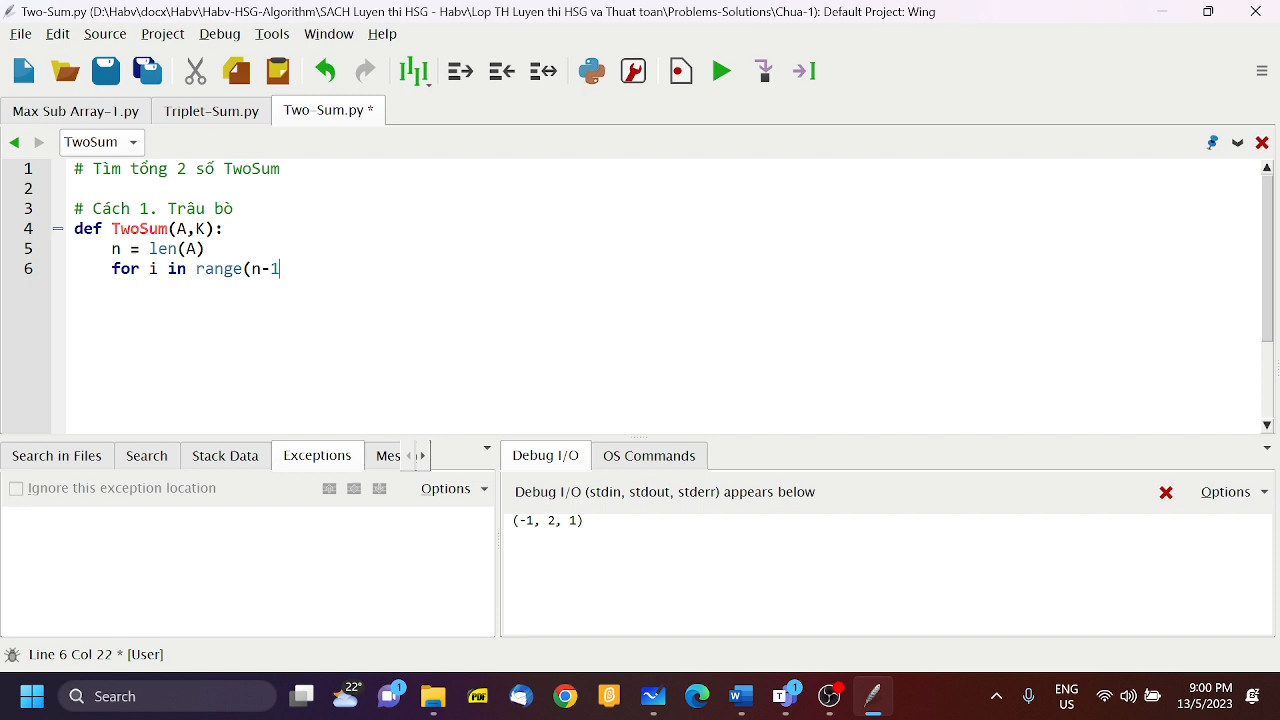 Two-Sum.py (D:\Habv\docx\Habv\Habv-HSG-Algorithm\SACH Luyen thi HSG - Habv\Lop TH Luyen thi HSG va Thuat toan\Problems-Solutions\Chua-1): Default Project: Wing
File Edit Source Project Debug Tools Window Help
Max Sub Array-1.py Triplet-Sum.py Two-Sum.py *
TwoSum
1 # Tìm tổng 2 số TwoSum
2
3 # Cách 1. Trâu bò
4 def TwoSum(A,K):
5 n = len(A)
6 for i in range(n-1
Search in Files Search Stack Data Exceptions Mes
Debug I/O OS Commands
Ignore this exception location Options
Debug I/O (stdin, stdout, stderr) appears below Options
(-1, 2, 1)
Line 6 Col 22 * [User]
Search
22°
1
PDF
1
ENG
US
9:00 PM
13/5/2023